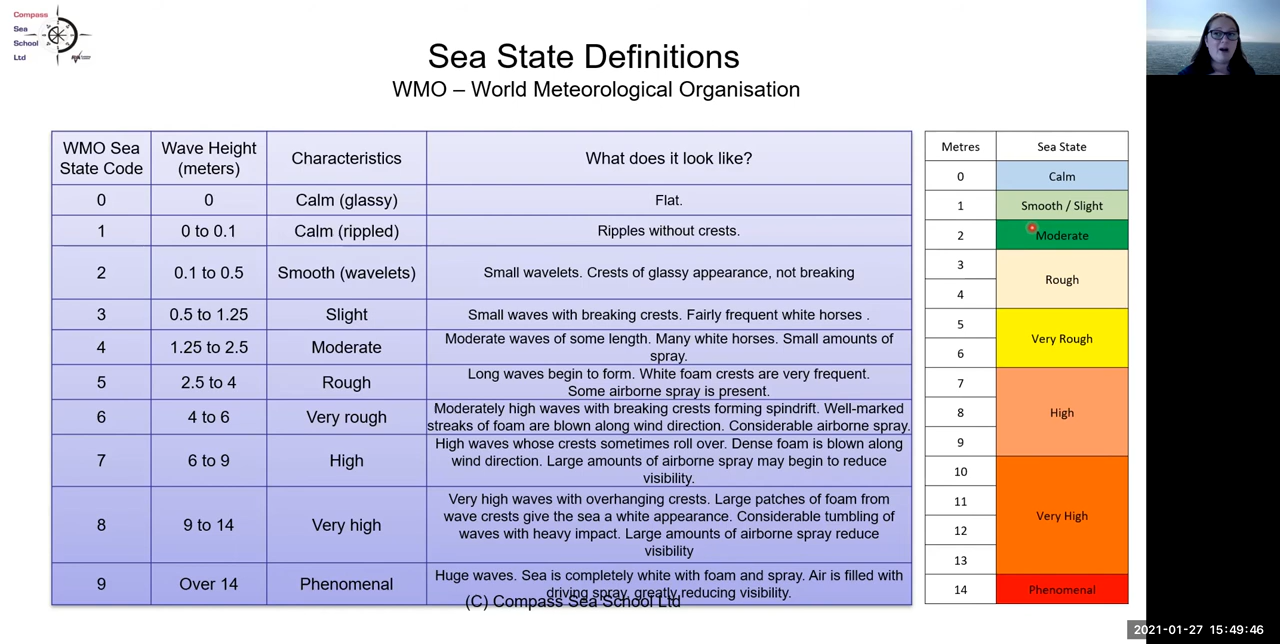 Compass
Sea
School
Ltd
Sea State Definitions
WMO – World Meteorological Organisation
WMO Sea
State Code
Wave Height
(meters)
Characteristics
What does it look like?
0
0
Calm (glassy)
Flat.
1
0 to 0.1
Calm (rippled)
Ripples without crests.
2
0.1 to 0.5
Smooth (wavelets)
Small wavelets. Crests of glassy appearance, not breaking
3
0.5 to 1.25
Slight
Small waves with breaking crests. Fairly frequent white horses .
4
1.25 to 2.5
Moderate
Moderate waves of some length. Many white horses. Small amounts of
spray.
5
2.5 to 4
Rough
Long waves begin to form. White foam crests are very frequent.
Some airborne spray is present.
6
4 to 6
Very rough
Moderately high waves with breaking crests forming spindrift. Well-marked
streaks of foam are blown along wind direction. Considerable airborne spray.
7
6 to 9
High
High waves whose crests sometimes roll over. Dense foam is blown along
wind direction. Large amounts of airborne spray may begin to reduce
visibility.
8
9 to 14
Very high
Very high waves with overhanging crests. Large patches of foam from
wave crests give the sea a white appearance. Considerable tumbling of
waves with heavy impact. Large amounts of airborne spray reduce
visibility
9
Over 14
Phenomenal
Huge waves. Sea is completely white with foam and spray. Air is filled with
driving spray, greatly reducing visibility.
(C) Compass Sea School Ltd
Metres
Sea State
0
Calm
1
Smooth / Slight
2
Moderate
3
Rough
4
5
Very Rough
6
7
8
High
9
10
11
Very High
12
13
14
Phenomenal
2021-01-27 15:49:46